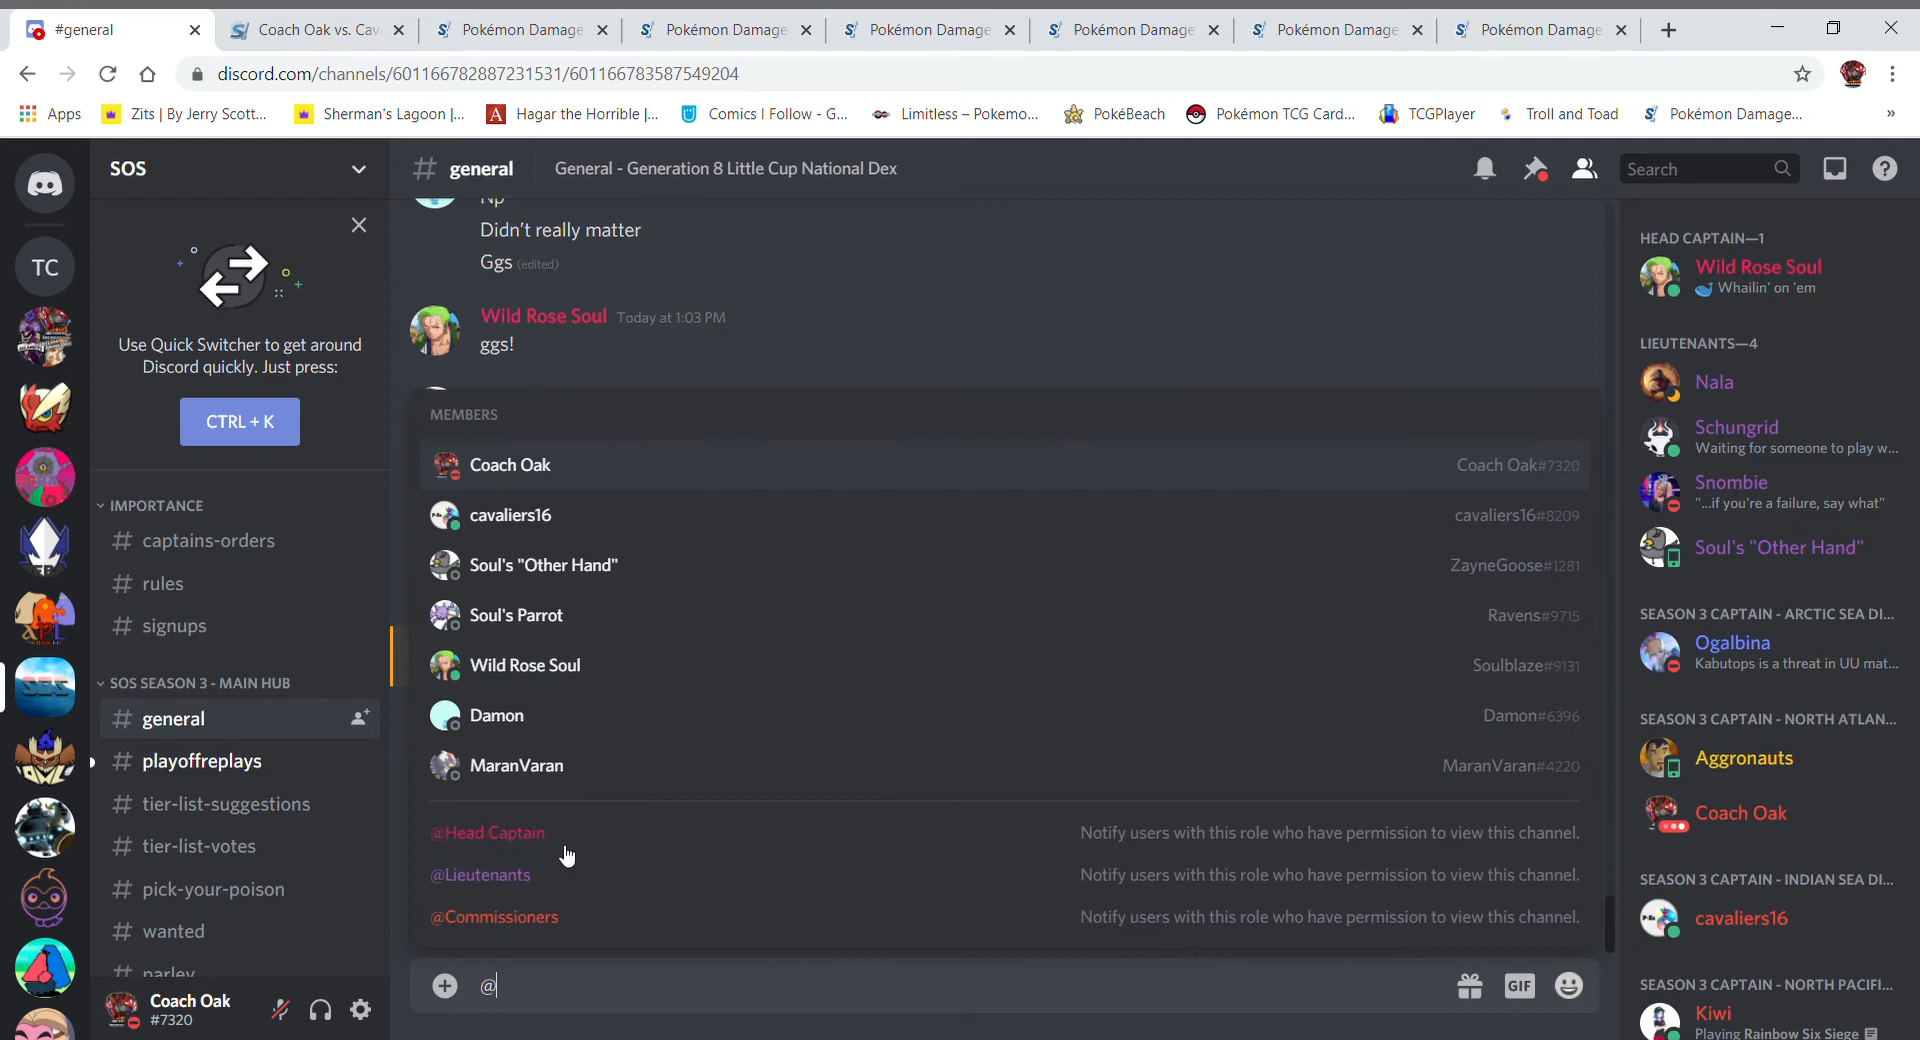 #general
Coach Oak vs. Cav
Pokémon Damage
Pokémon Damage
Pokémon Damage
Pokémon Damage
Pokémon Damage
Pokémon Damage
discord.com/channels/601166782887231531/601166783587549204
Apps
Zits | By Jerry Scott...
Sherman's Lagoon |...
Hagar the Horrible |...
Comics I Follow - G...
Limitless – Pokemo...
PokéBeach
Pokémon TCG Card...
TCGPlayer
Troll and Toad
Pokémon Damage...
»
SOS
# general
General - Generation 8 Little Cup National Dex
Search
TC
Use Quick Switcher to get around
Discord quickly. Just press:
CTRL + K
IMPORTANCE
# captains-orders
# rules
# signups
SOS SEASON 3 - MAIN HUB
# general
# playoffreplays
# tier-list-suggestions
# tier-list-votes
# pick-your-poison
# wanted
# parley
SOS
Coach Oak
#7320
Np
Didn't really matter
Ggs (edited)
Wild Rose Soul Today at 1:03 PM
ggs!
MEMBERS
Coach Oak Coach Oak#7320
cavaliers16 cavaliers16#8209
Soul's "Other Hand" ZayneGoose#1281
Soul's Parrot Ravens#9715
Wild Rose Soul Soulblaze#9131
Damon Damon#6396
MaranVaran MaranVaran#4220
@Head Captain Notify users with this role who have permission to view this channel.
@Lieutenants Notify users with this role who have permission to view this channel.
@Commissioners Notify users with this role who have permission to view this channel.
@
GIF
HEAD CAPTAIN—1
Wild Rose Soul
Whailin' on 'em
LIEUTENANTS—4
Nala
Schungrid
Waiting for someone to play w...
Snombie
"...if you're a failure, say what"
Soul's "Other Hand"
SEASON 3 CAPTAIN - ARCTIC SEA DI...
Ogalbina
Kabutops is a threat in UU mat...
SEASON 3 CAPTAIN - NORTH ATLAN...
Aggronauts
Coach Oak
SEASON 3 CAPTAIN - INDIAN SEA DI...
cavaliers16
SEASON 3 CAPTAIN - NORTH PACIFI...
Kiwi
Playing Rainbow Six Siege